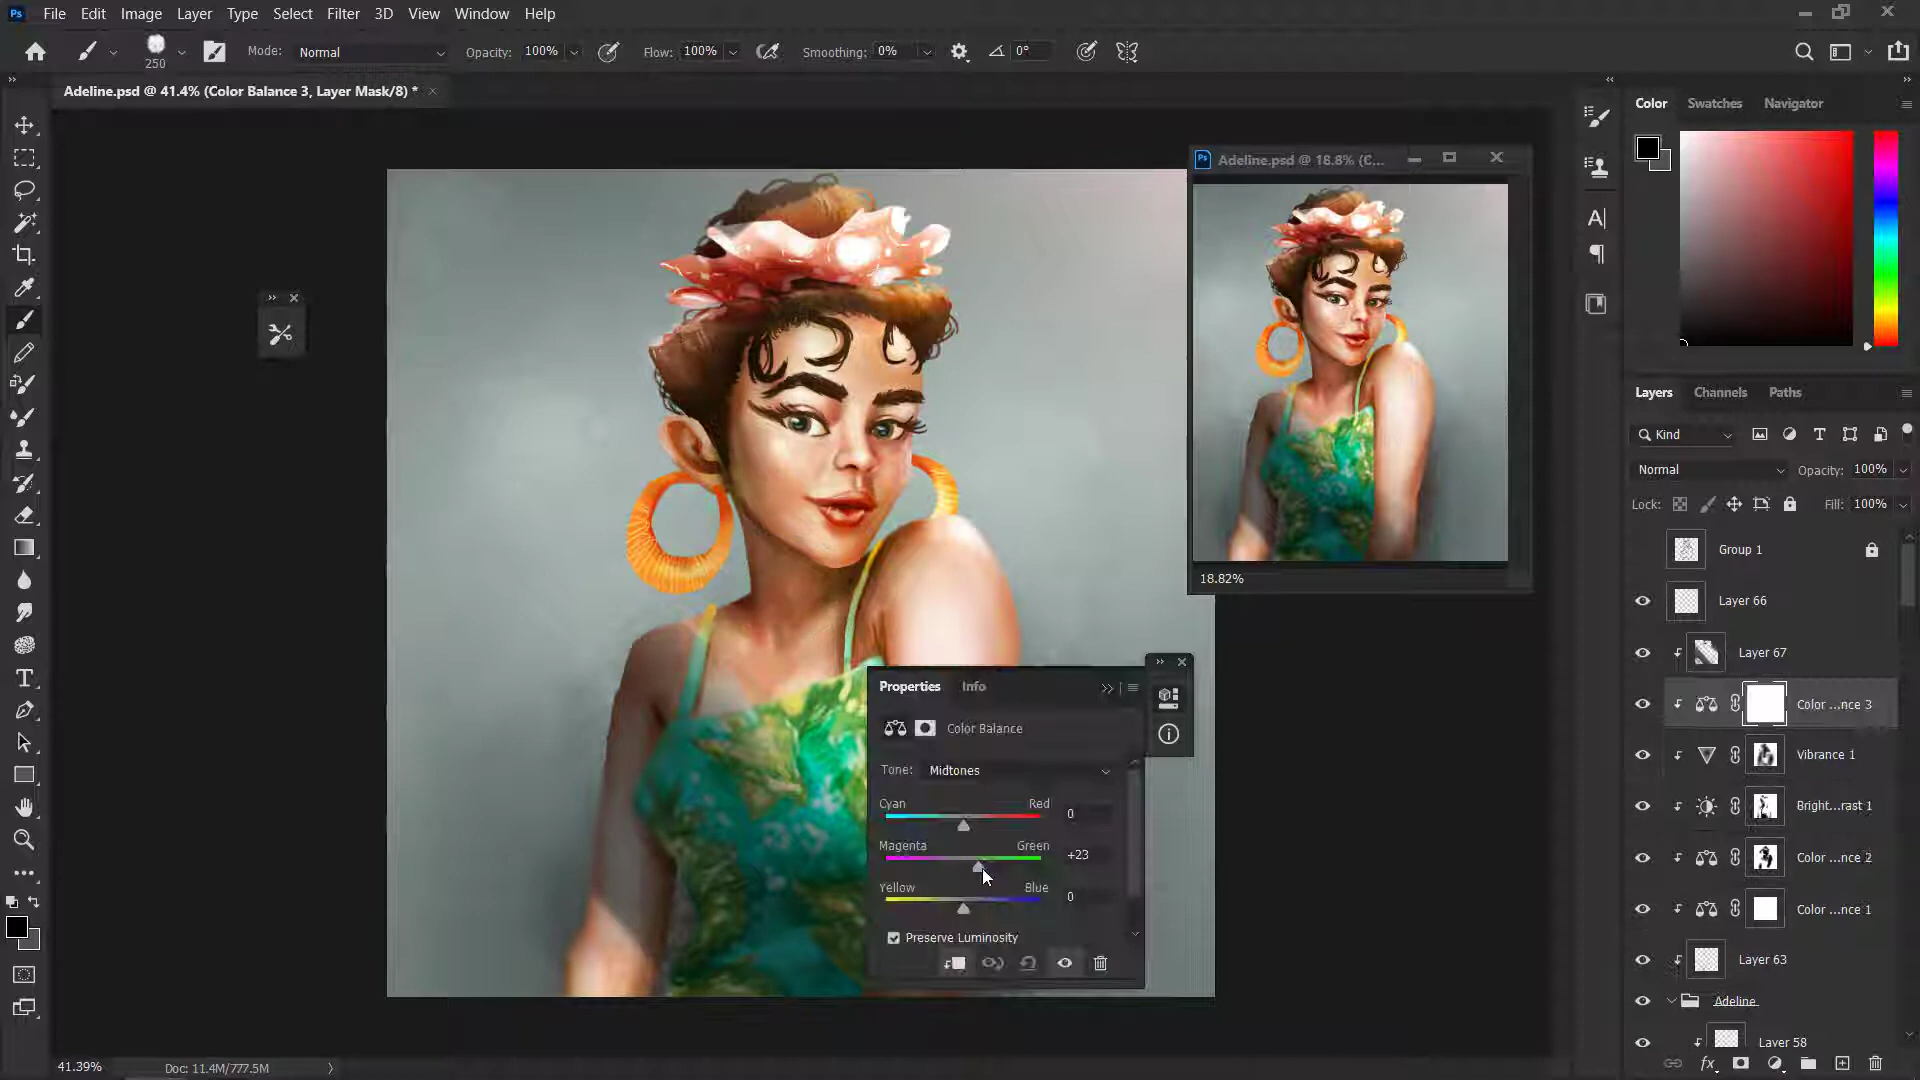 Ps File Edit Image Layer Type Select Filter 3D View Window Help
250 Mode: Normal Opacity: 100% Flow: 100% Smoothing: 0% 0°
Adeline.psd @ 41.4% (Color Balance 3, Layer Mask/8) *
Ps Adeline.psd @ 18.8% (C...
18.82%
Color Swatches Navigator
Layers Channels Paths
Kind
Normal Opacity: 100%
Lock: Fill: 100%
Group 1
Layer 66
Layer 67
Color ...nce 3
Vibrance 1
Bright...rast 1
Color ...nce 2
Color ...nce 1
Layer 63
Adeline
Layer 58
fx
Properties Info
Color Balance
Tone: Midtones
Cyan Red 0
Magenta Green +23
Yellow Blue 0
Preserve Luminosity
41.39% Doc: 11.4M/777.5M